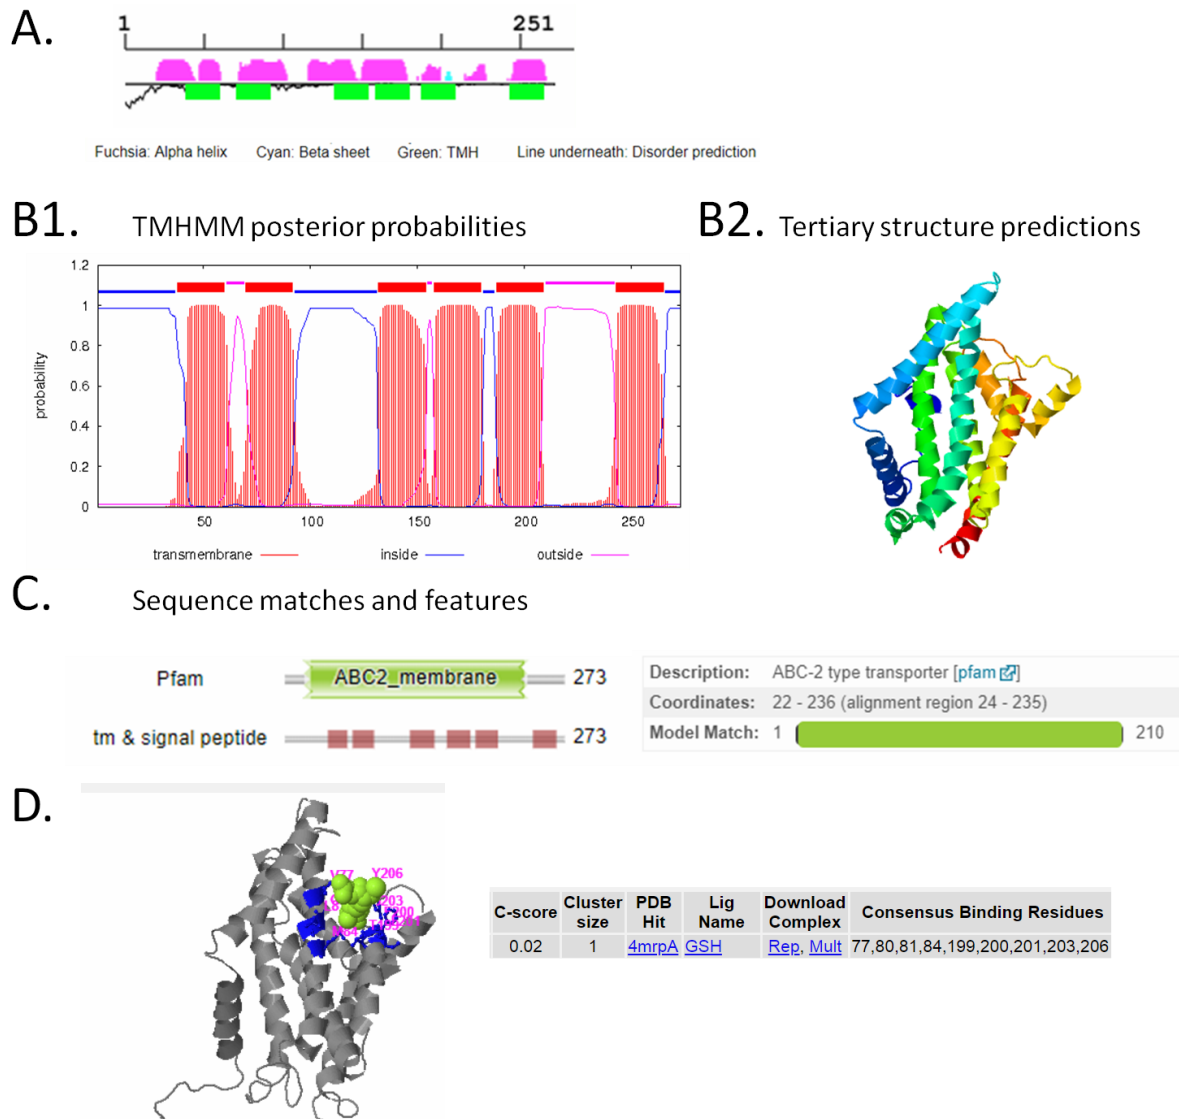 A.
1 251
Fuchsia: Alpha helix Cyan: Beta sheet Green: TMH Line underneath: Disorder prediction
B1. TMHMM posterior probabilities
B2. Tertiary structure predictions
1.2
1
0.8
0.6
0.4
0.2
0
probability
50 100 150 200 250
transmembrane inside outside
C. Sequence matches and features
Pfam ABC2_membrane 273
tm & signal peptide 273
Description: ABC-2 type transporter [pfam]
Coordinates: 22 - 236 (alignment region 24 - 235)
Model Match: 1 210
D.
V77 Y206
C-score Cluster size PDB Hit Lig Name Download Complex Consensus Binding Residues
0.02 1 4mrpA GSH Rep, Mult 77,80,81,84,199,200,201,203,206